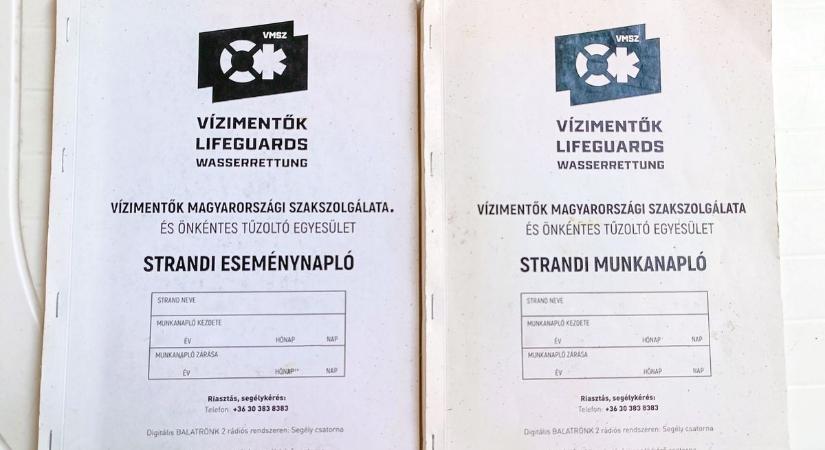 VMSZ
VÍZIMENTŐK
LIFEGUARDS
WASSERRETTUNG
VÍZIMENTŐK MAGYARORSZÁGI SZAKSZOLGÁLATA.
ÉS ÖNKÉNTES TŰZOLTÓ EGYESÜLET
STRANDI ESEMÉNYNAPLÓ
STRAND NEVE
MUNKANAPLÓ KEZDETE
ÉV HÓNAP NAP
MUNKANAPLÓ ZÁRÁSA
ÉV HÓNAP NAP
Riasztás, segélykérés:
Telefon: +36 30 383 8383
Digitális BALATRÖNK 2 rádiós rendszeren: Segély csatorna
VMSZ
VÍZIMENTŐK
LIFEGUARDS
WASSERRETTUNG
VÍZIMENTŐK MAGYARORSZÁGI SZAKSZOLGÁLATA
ÉS ÖNKÉNTES TŰZOLTÓ EGYESÜLET
STRANDI MUNKANAPLÓ
STRAND NEVE
MUNKANAPLÓ KEZDETE
ÉV HÓNAP NAP
MUNKANAPLÓ ZÁRÁSA
ÉV HÓNAP NAP
Riasztás, segélykérés:
Telefon: +36 30 383 8383
Digitális BALATRÖNK 2 rádiós rendszeren: Segély csatorna